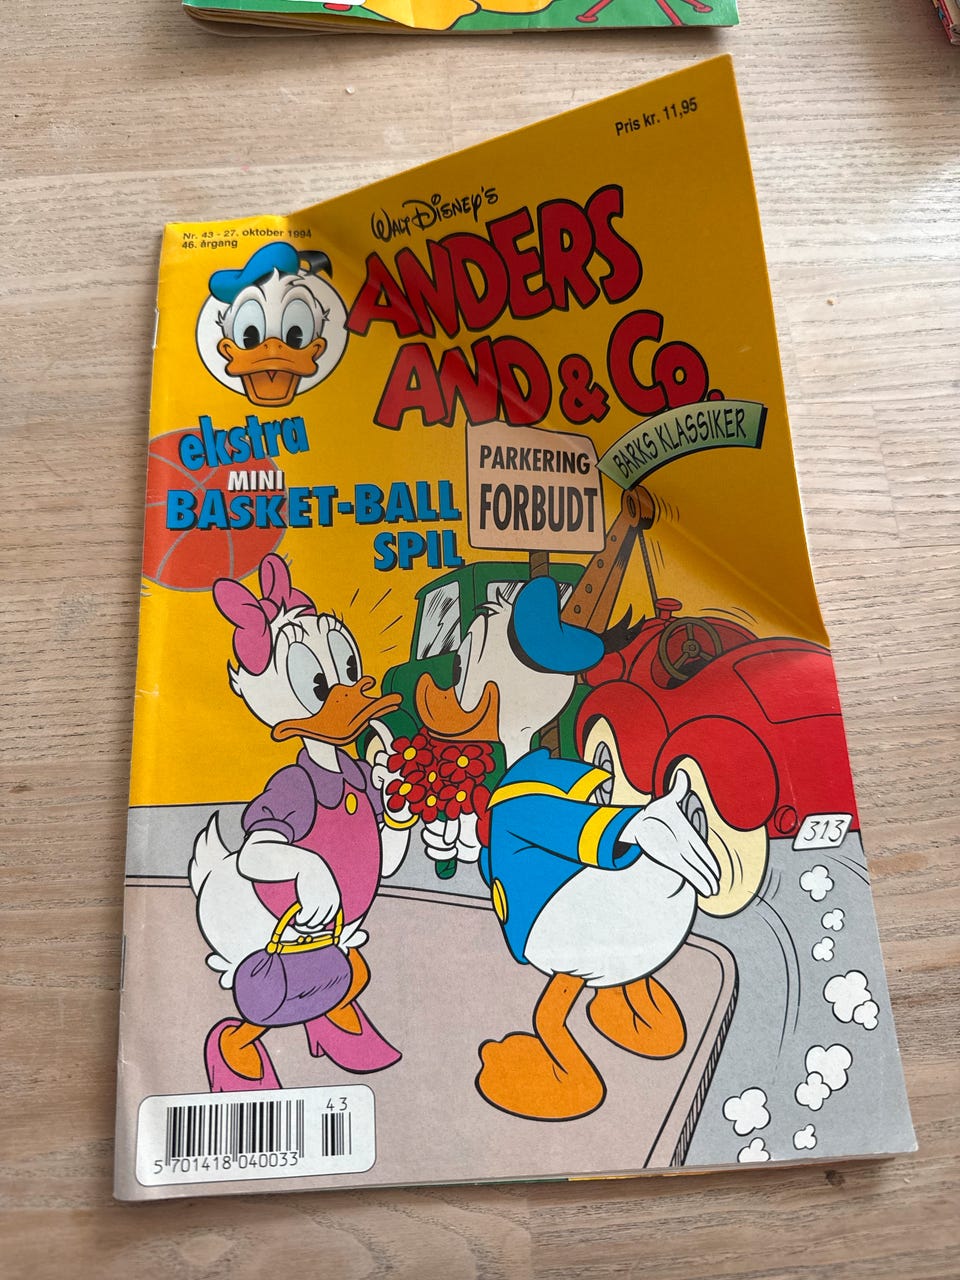 Pris kr. 11,95
Nr. 43 - 27. oktober 1994
46. årgang
WALT DISNEY'S
ANDERS
AND & Co.
BARKS KLASSIKER
ekstra
MINI
BASKET-BALL
SPIL
PARKERING
FORBUDT
313
43
5 701418 040033